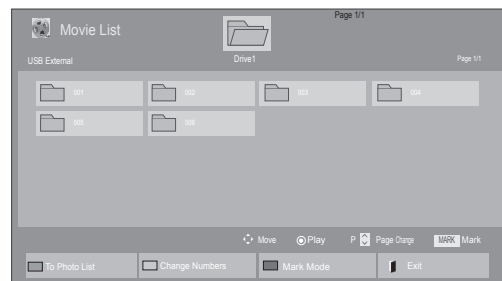 Page 1/1
Movie List
USB External
Drive1
Page 1/1
001
002
003
004
005
006
Move
Play
P
Page Change
MARK
Mark
To Photo List
Change Numbers
Mark Mode
Exit